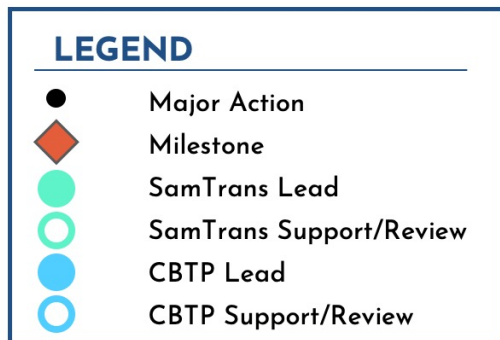 LEGEND
Major Action
Milestone
SamTrans Lead
SamTrans Support/Review
CBTP Lead
CBTP Support/Review